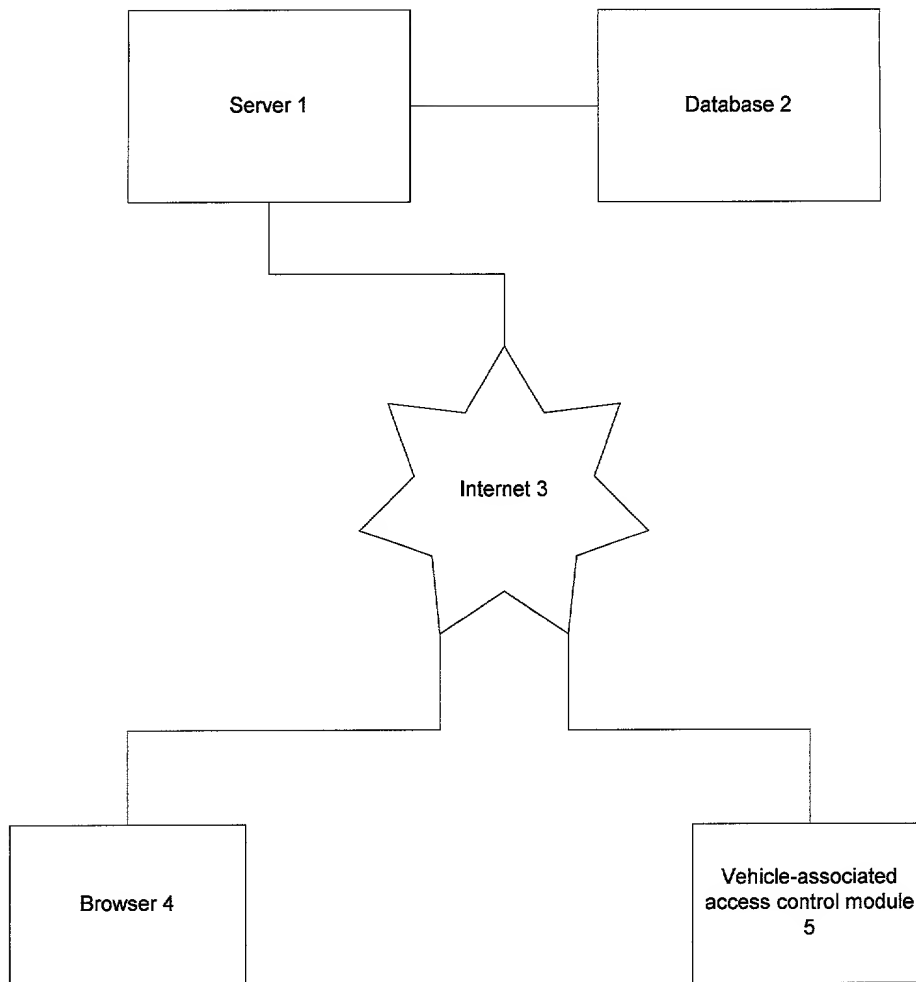 Server 1
Database 2
Internet 3
Browser 4
Vehicle-associated
access control module
5